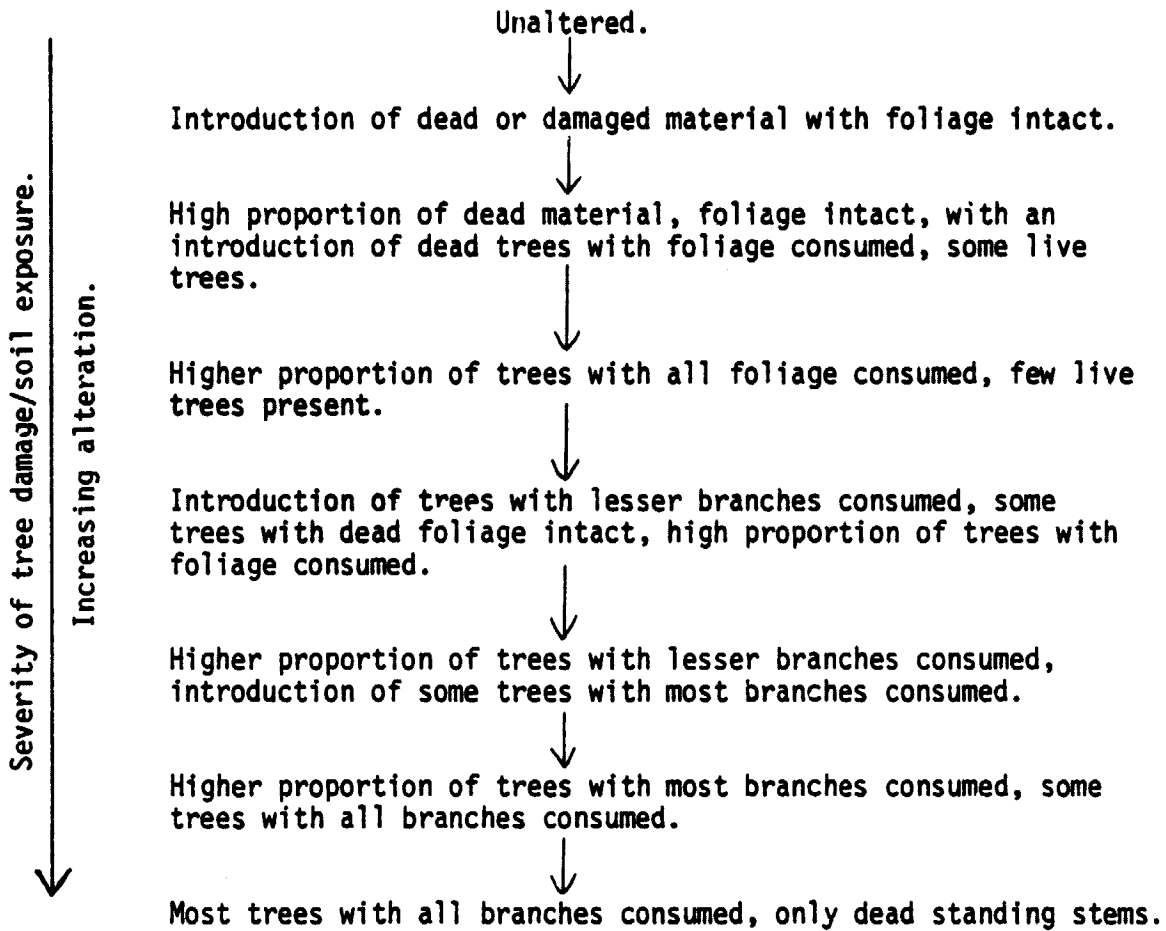 Unaltered.
Introduction of dead or damaged material with foliage intact.
High proportion of dead material, foliage intact, with an
introduction of dead trees with foliage consumed, some live
trees.
Higher proportion of trees with all foliage consumed, few live
trees present.
Introduction of trees with lesser branches consumed, some
trees with dead foliage intact, high proportion of trees with
foliage consumed.
Higher proportion of trees with lesser branches consumed,
introduction of some trees with most branches consumed.
Higher proportion of trees with most branches consumed, some
trees with all branches consumed.
Most trees with all branches consumed, only dead standing stems.
Severity of tree damage/soil exposure.
Increasing alteration.